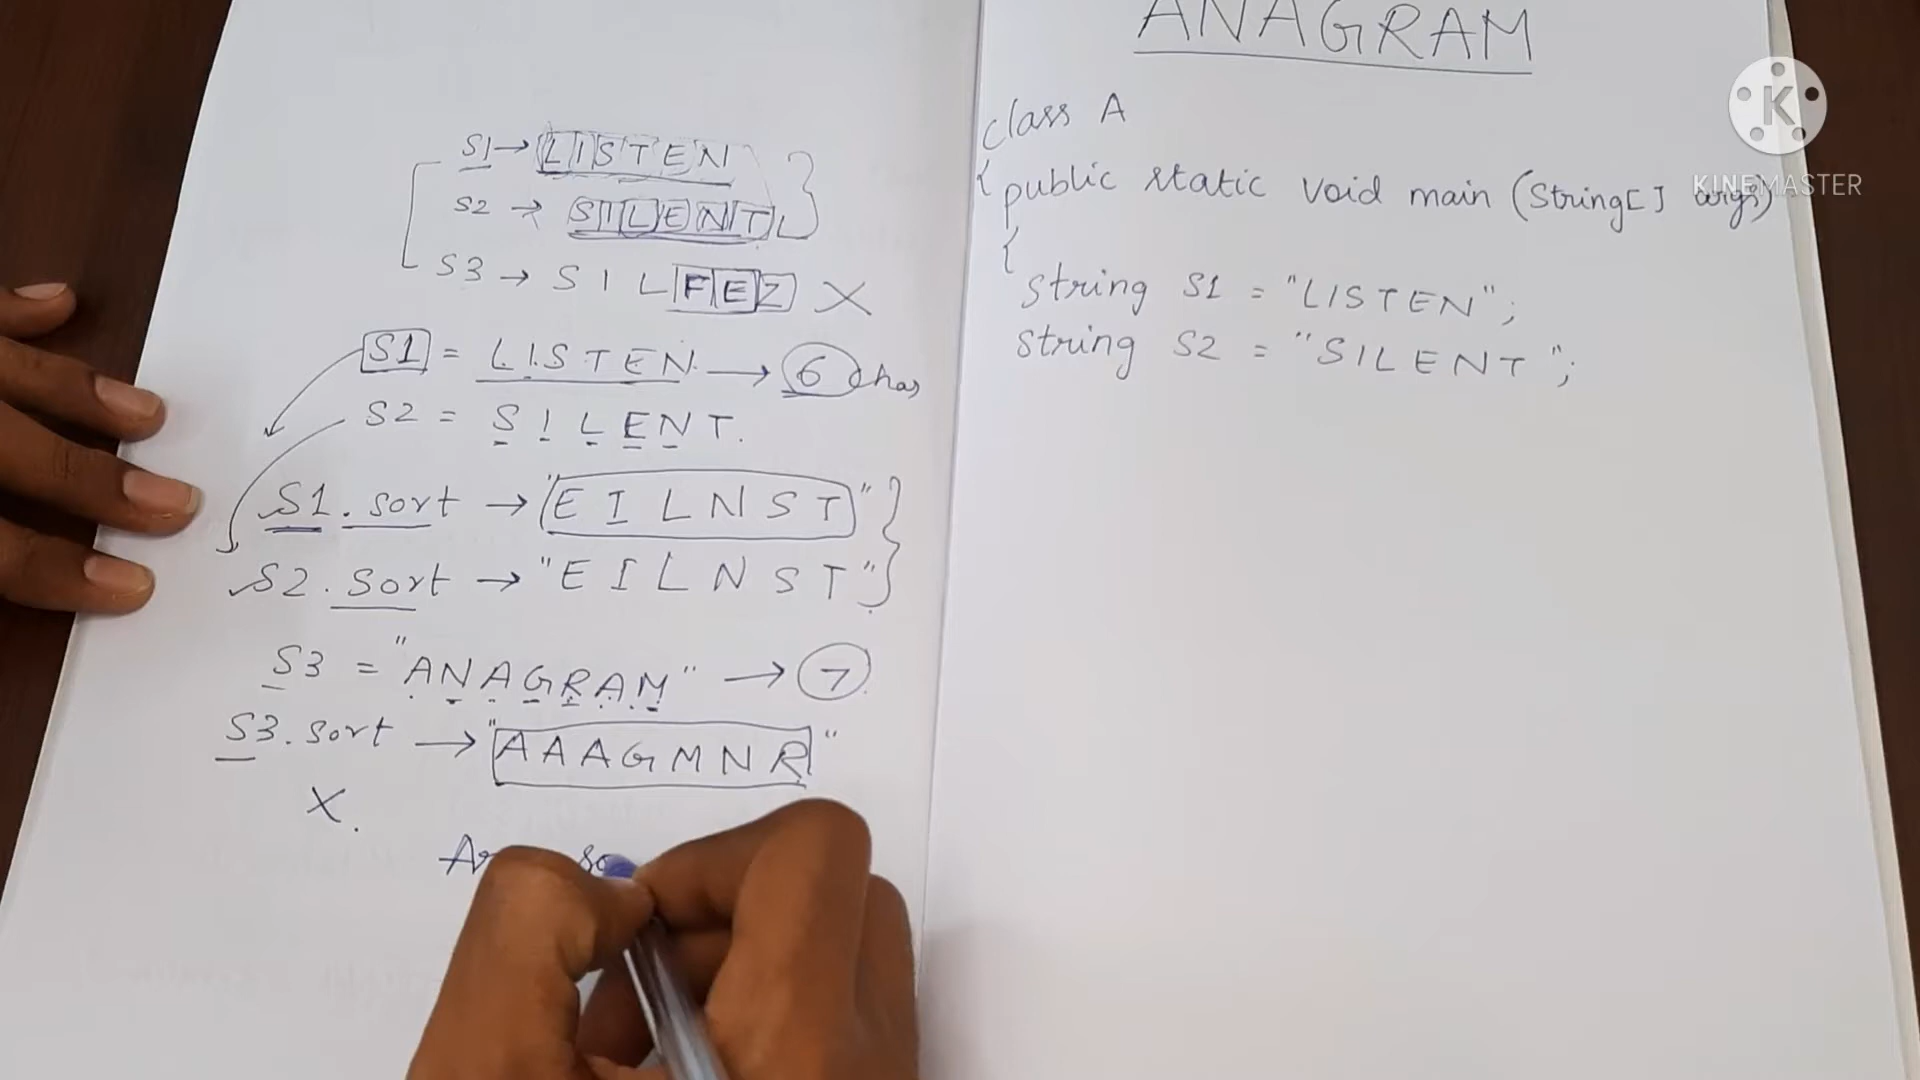 S1 → LISTEN
S2 → SILENT
S3 → SILFEZ X
S1 = LISTEN → 6 char
S2 = SILENT.
S1.sort → "EILNST"
S2.sort → "EILNST"
S3 = "ANAGRAM" → 7
S3.sort → "AAAGMNR"
X.
ANAGRAM
class A
{ public static void main (String[] args)
{
string S1 = "LISTEN";
string S2 = "SILENT";
K
KINEMASTER